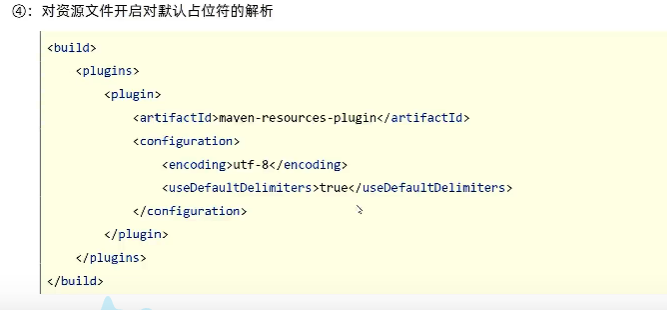 ④：对资源文件开启对默认占位符的解析
<build>
    <plugins>
        <plugin>
            <artifactId>maven-resources-plugin</artifactId>
            <configuration>
                <encoding>utf-8</encoding>
                <useDefaultDelimiters>true</useDefaultDelimiters>
            </configuration>
        </plugin>
    </plugins>
</build>